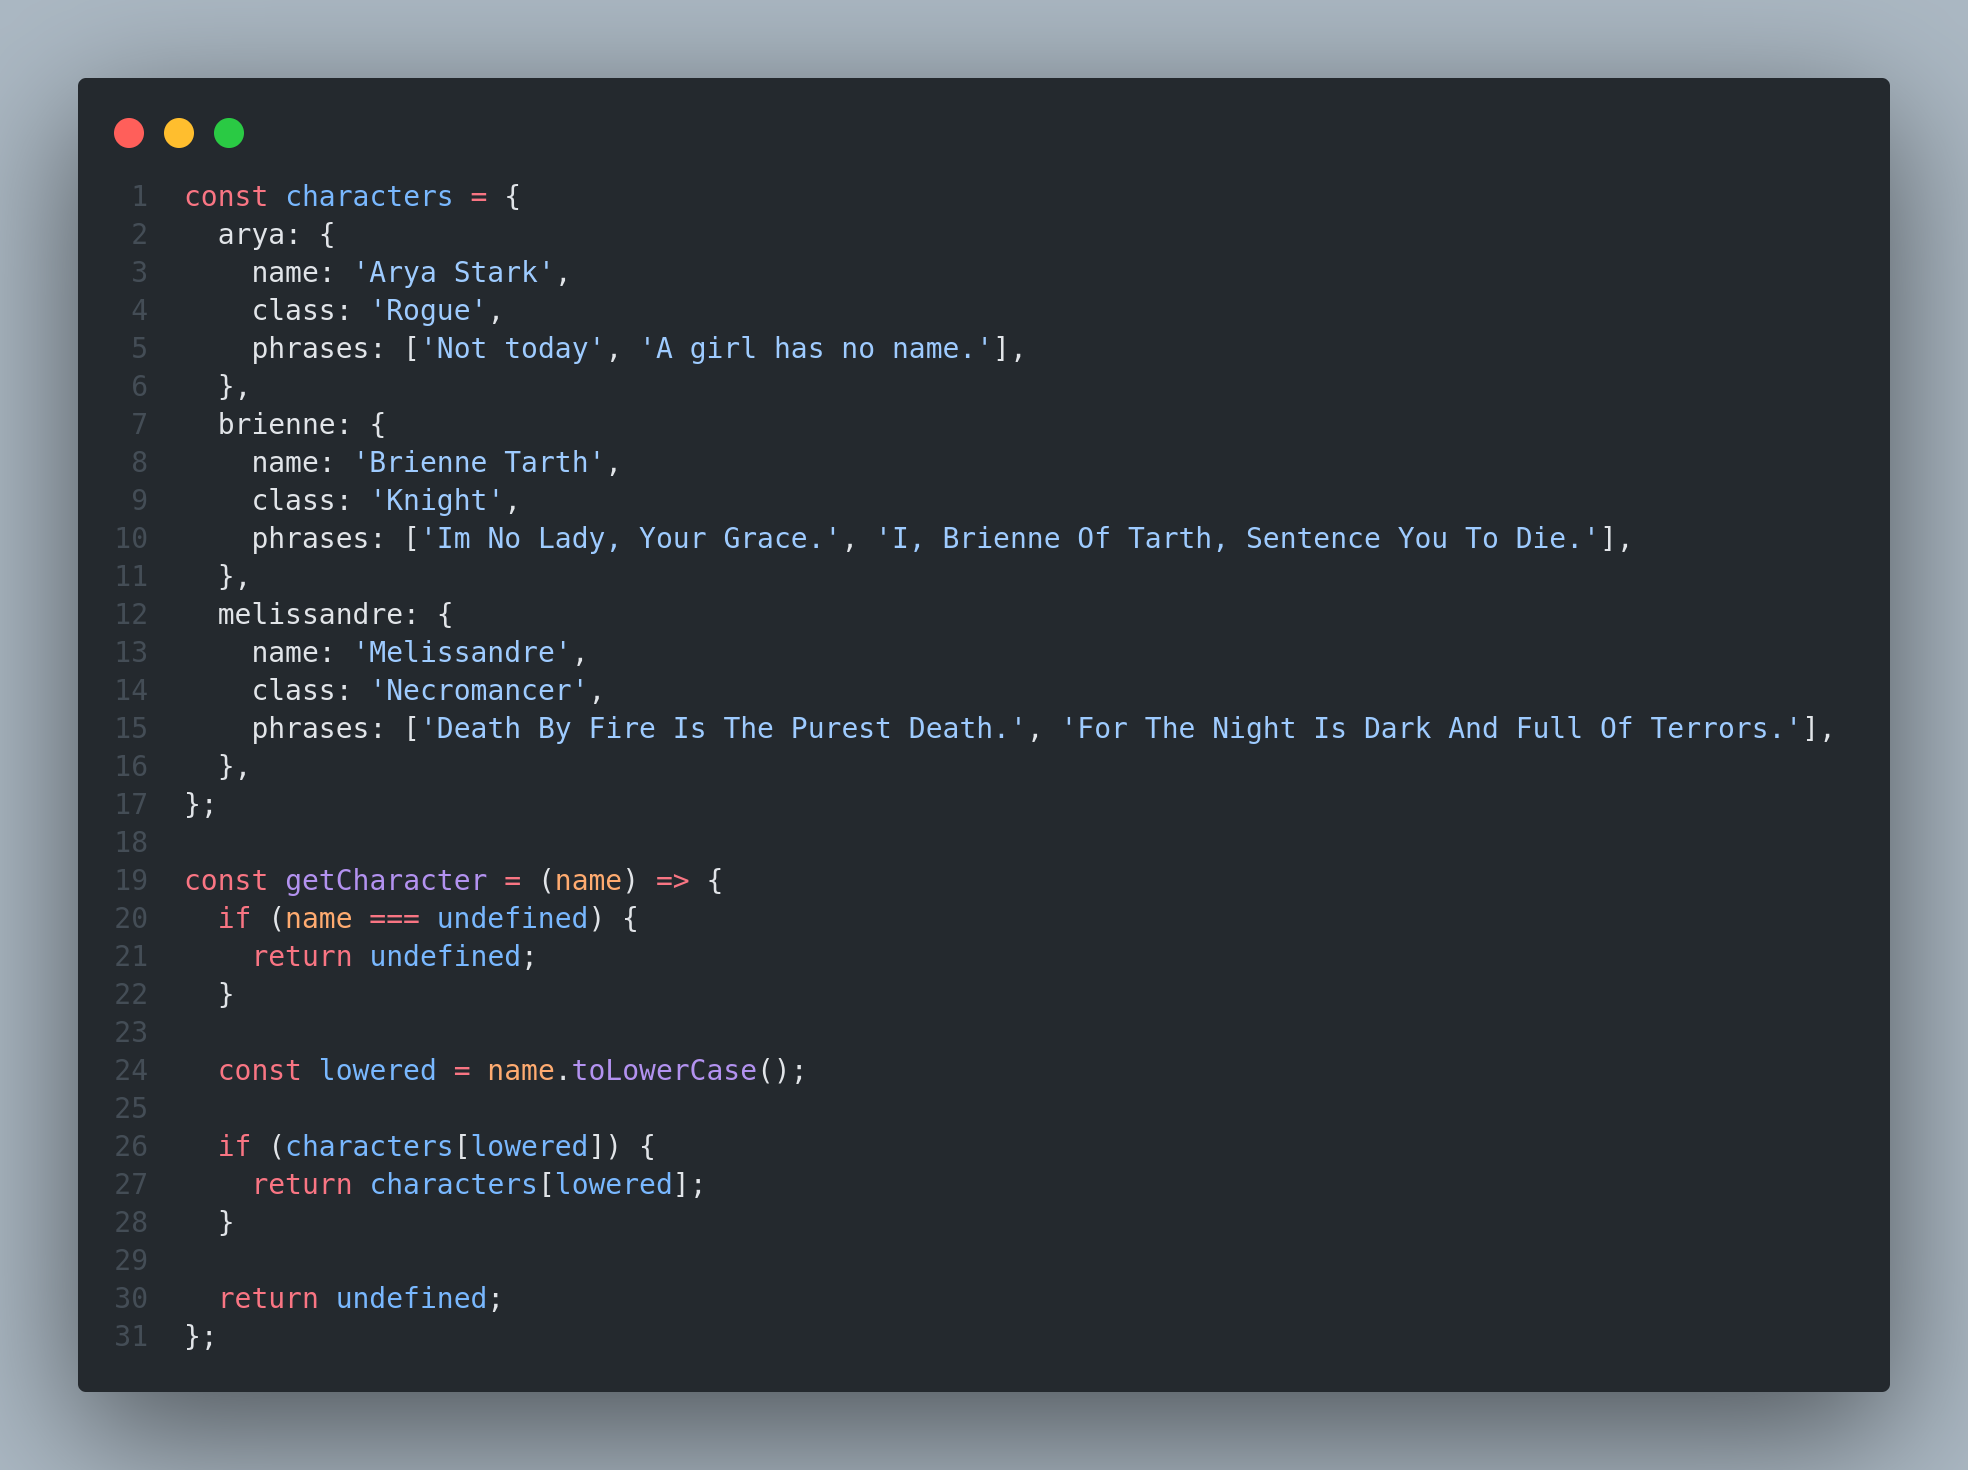 1 const characters = {
2   arya: {
3     name: 'Arya Stark',
4     class: 'Rogue',
5     phrases: ['Not today', 'A girl has no name.'],
6   },
7   brienne: {
8     name: 'Brienne Tarth',
9     class: 'Knight',
10     phrases: ['Im No Lady, Your Grace.', 'I, Brienne Of Tarth, Sentence You To Die.'],
11   },
12   melissandre: {
13     name: 'Melissandre',
14     class: 'Necromancer',
15     phrases: ['Death By Fire Is The Purest Death.', 'For The Night Is Dark And Full Of Terrors.'],
16   },
17 };
18
19 const getCharacter = (name) => {
20   if (name === undefined) {
21     return undefined;
22   }
23
24   const lowered = name.toLowerCase();
25
26   if (characters[lowered]) {
27     return characters[lowered];
28   }
29
30   return undefined;
31 };